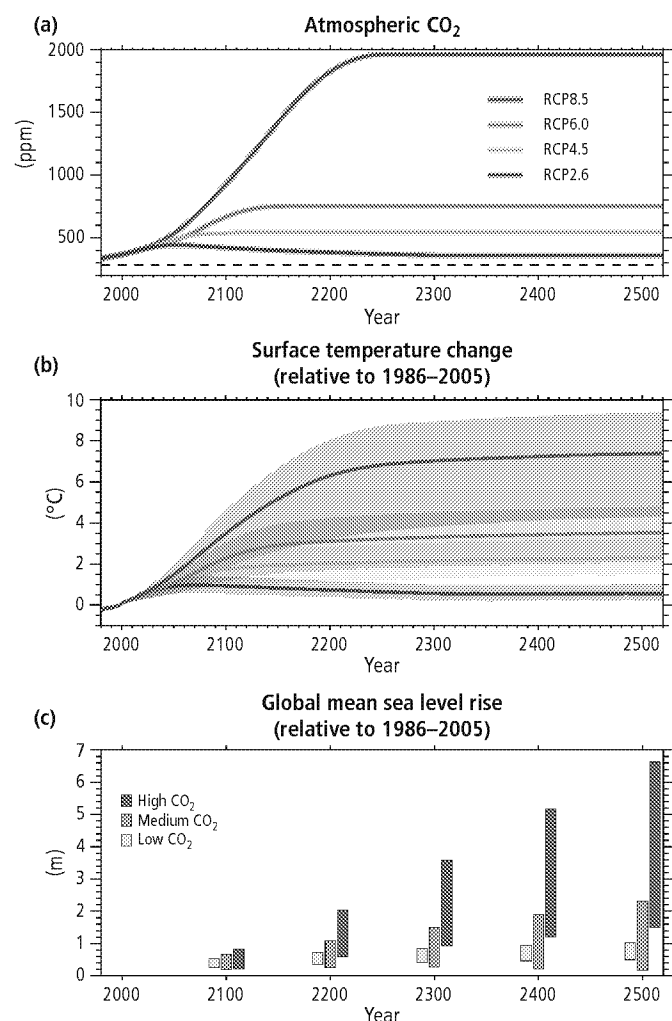 (a)
Atmospheric CO₂
2000
1500
1000
500
(ppm)
RCP8.5
RCP6.0
RCP4.5
RCP2.6
2000 2100 2200 2300 2400 2500
Year
(b)
Surface temperature change
(relative to 1986–2005)
10
8
6
4
2
0
(°C)
2000 2100 2200 2300 2400 2500
Year
(c)
Global mean sea level rise
(relative to 1986–2005)
7
6
5
4
3
2
1
0
(m)
High CO₂
Medium CO₂
Low CO₂
2000 2100 2200 2300 2400 2500
Year